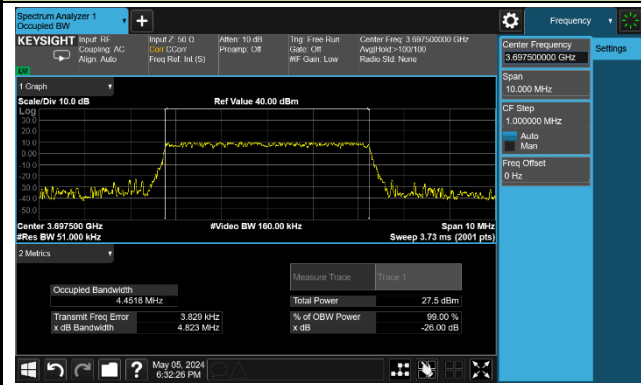 Spectrum Analyzer 1
Occupied BW
Frequency
KEYSIGHT
Input: RF
Coupling: AC
Align: Auto
Input Z: 50 Ω
Corr CCorr
Freq Ref: Int (S)
Atten: 10 dB
Preamp: Off
Trig: Free Run
Gate: Off
#IF Gain: Low
Center Freq: 3.697500000 GHz
Avg|Hold:>100/100
Radio Std: None
LV
Center Frequency
3.697500000 GHz
Settings
Span
10.000 MHz
CF Step
1.000000 MHz
Auto
Man
Freq Offset
0 Hz
1 Graph
Scale/Div 10.0 dB
Ref Value 40.00 dBm
Log
30.0
20.0
10.0
0.00
-10.0
-20.0
-30.0
-40.0
-50.0
Center 3.697500 GHz
#Video BW 160.00 kHz
Span 10 MHz
#Res BW 51.000 kHz
Sweep 3.73 ms (2001 pts)
2 Metrics
Measure Trace
Trace 1
Occupied Bandwidth
4.4516 MHz
Total Power
27.5 dBm
Transmit Freq Error
3.829 kHz
% of OBW Power
99.00 %
x dB Bandwidth
4.823 MHz
x dB
-26.00 dB
?
May 05, 2024
6:32:26 PM